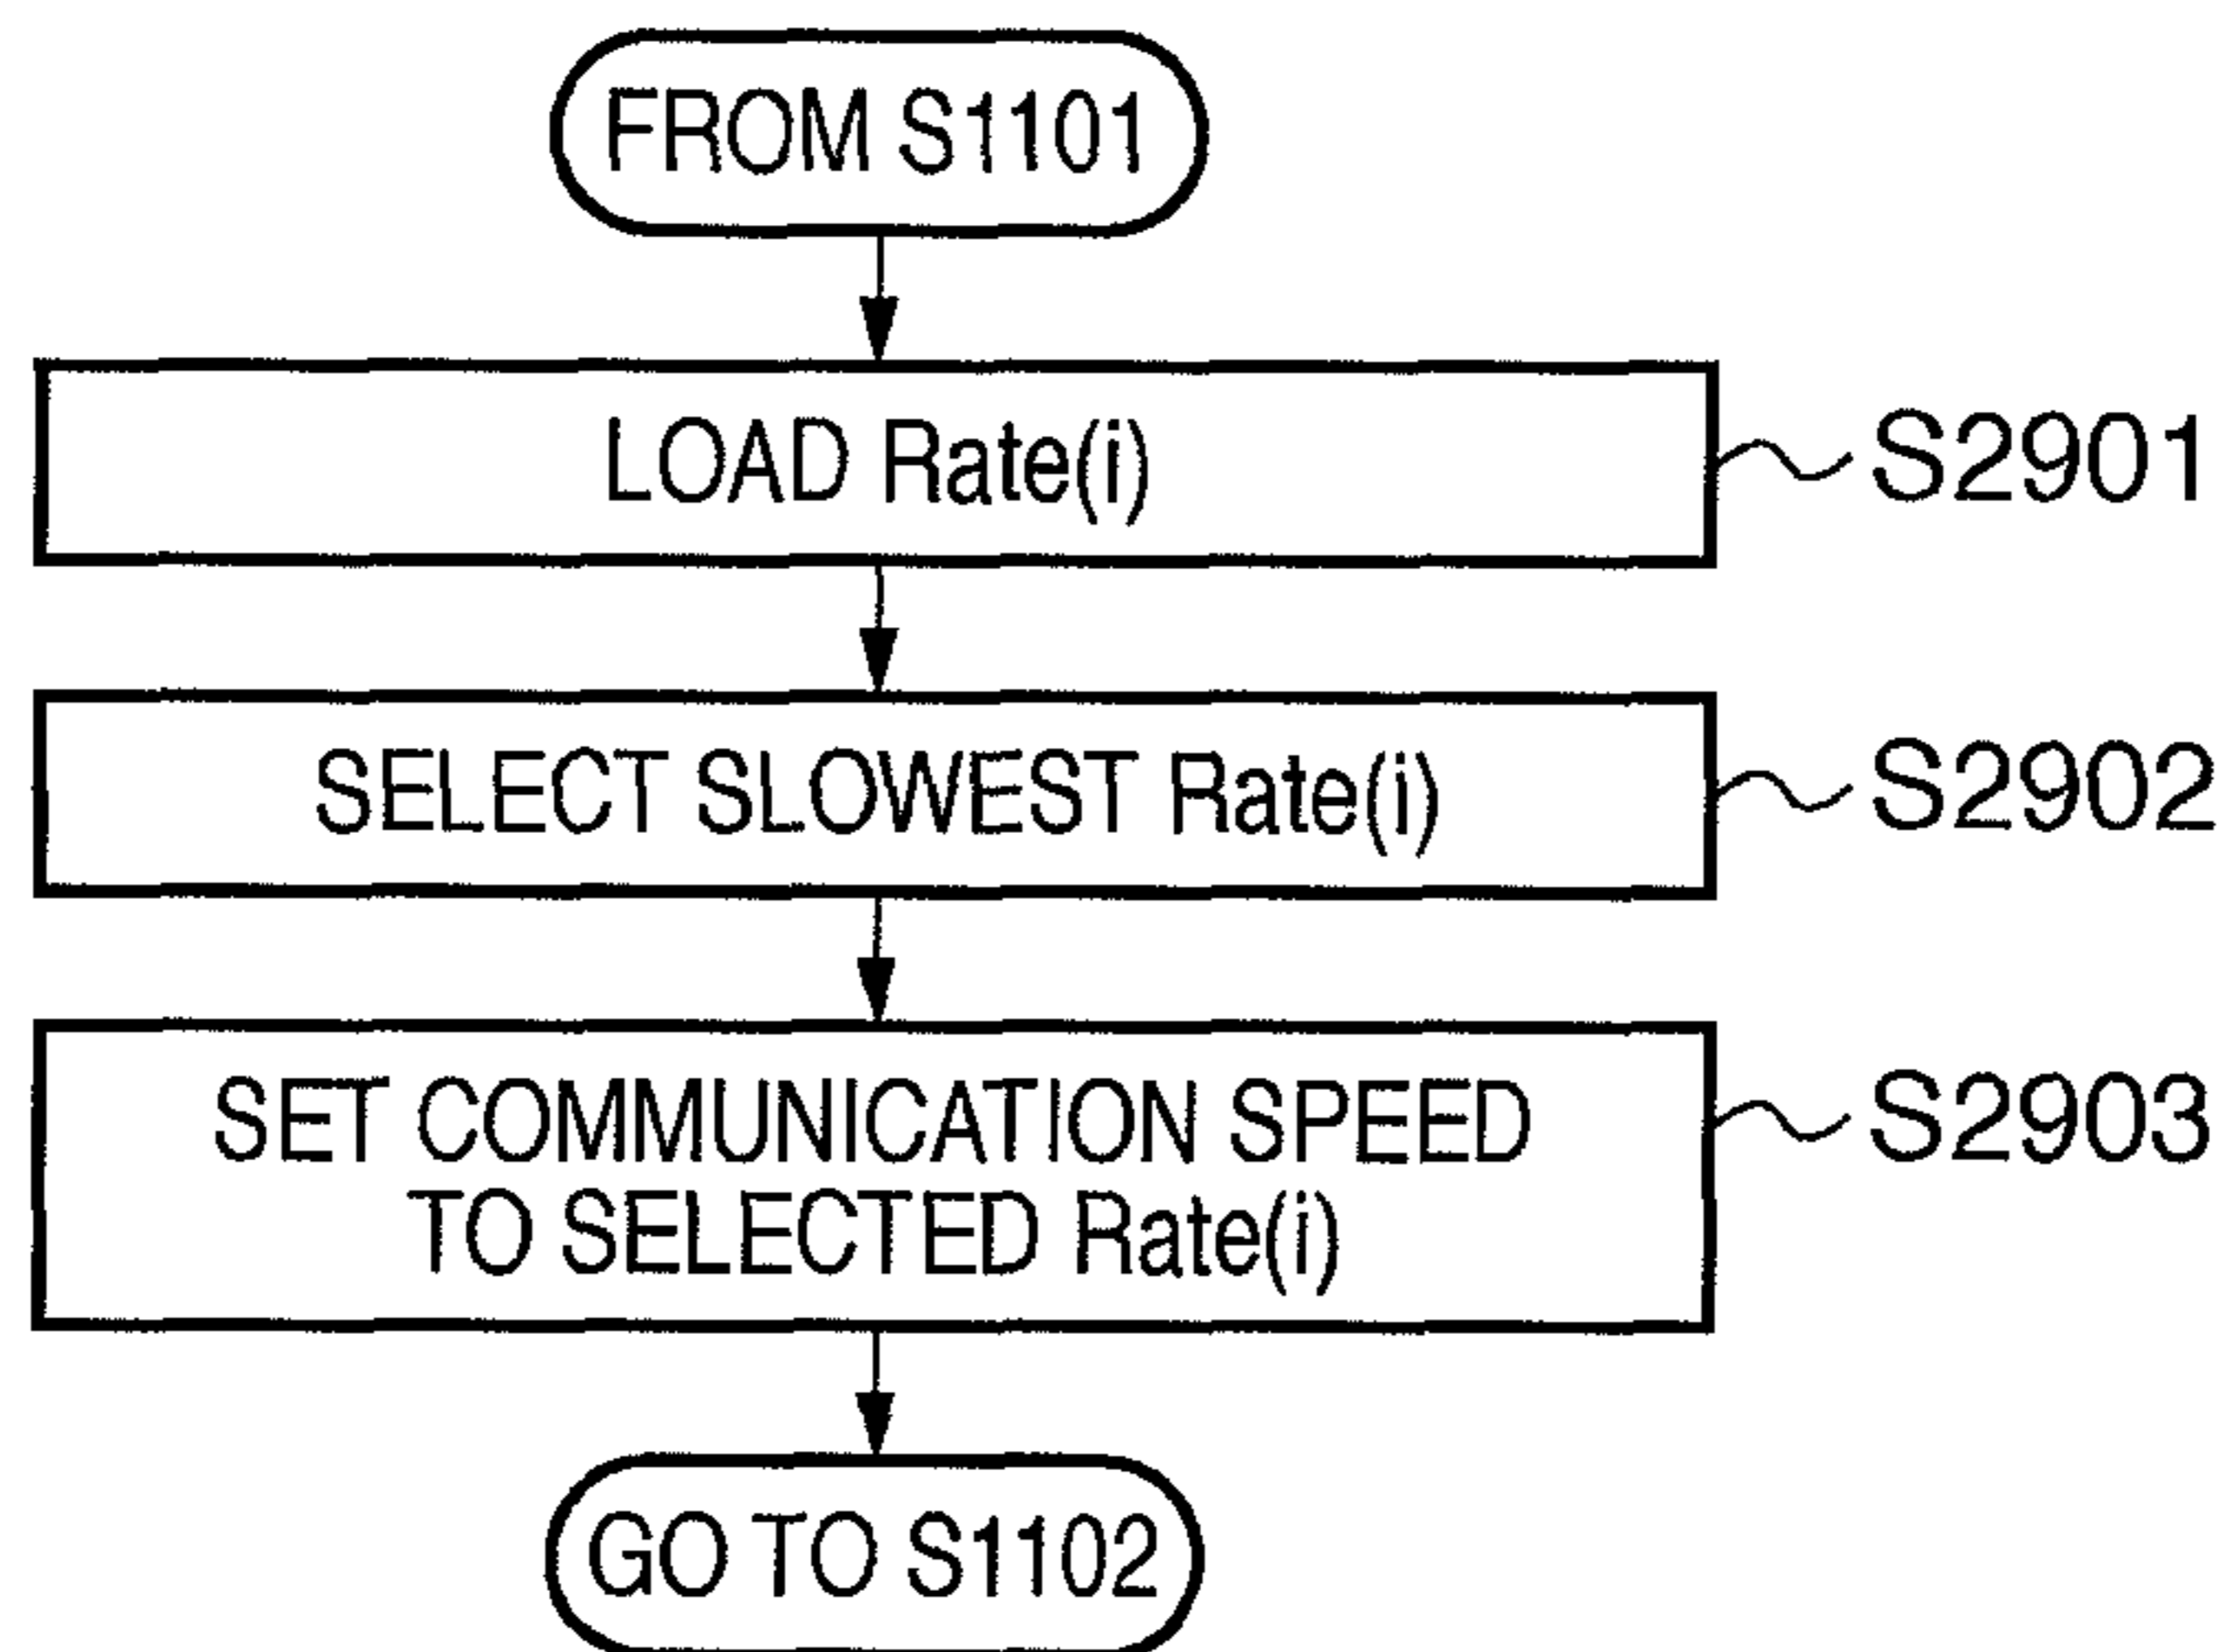 FROM S1101
LOAD Rate(i)
S2901
SELECT SLOWEST Rate(i)
S2902
SET COMMUNICATION SPEED
TO SELECTED Rate(i)
S2903
GO TO S1102